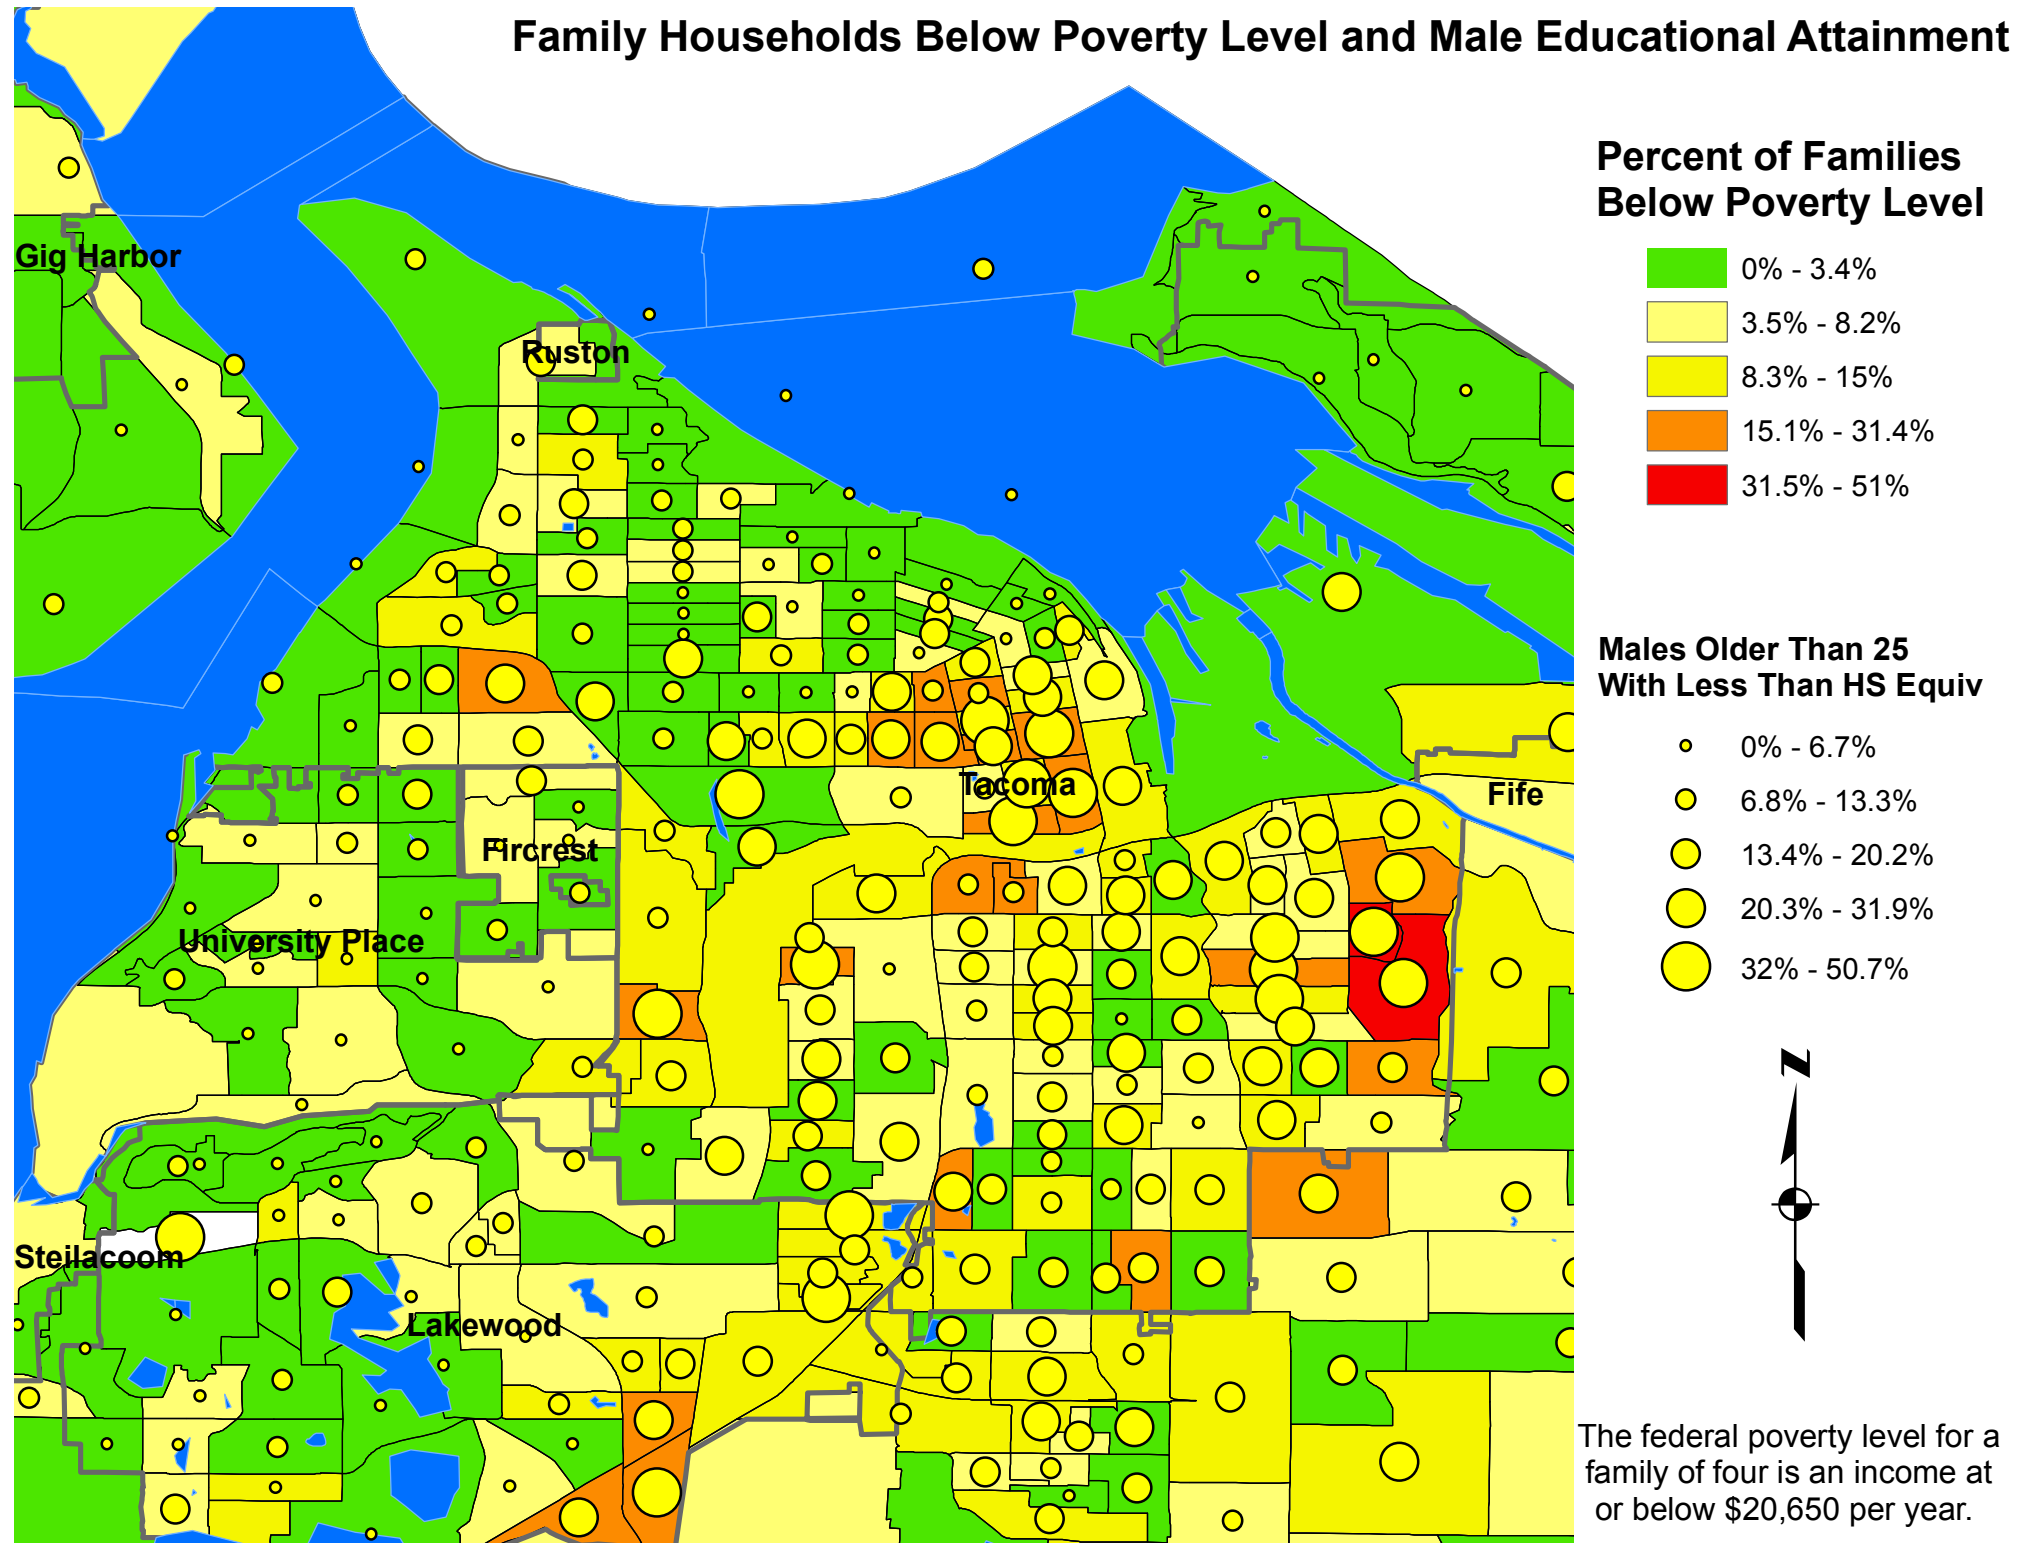 Family Households Below Poverty Level and Male Educational Attainment
Percent of Families
Below Poverty Level
0% - 3.4%
3.5% - 8.2%
8.3% - 15%
15.1% - 31.4%
31.5% - 51%
Males Older Than 25
With Less Than HS Equiv
0% - 6.7%
6.8% - 13.3%
13.4% - 20.2%
20.3% - 31.9%
32% - 50.7%
N
The federal poverty level for a
family of four is an income at
or below $20,650 per year.
Gig Harbor
Ruston
Tacoma
Fife
Fircrest
University Place
Steilacoom
Lakewood